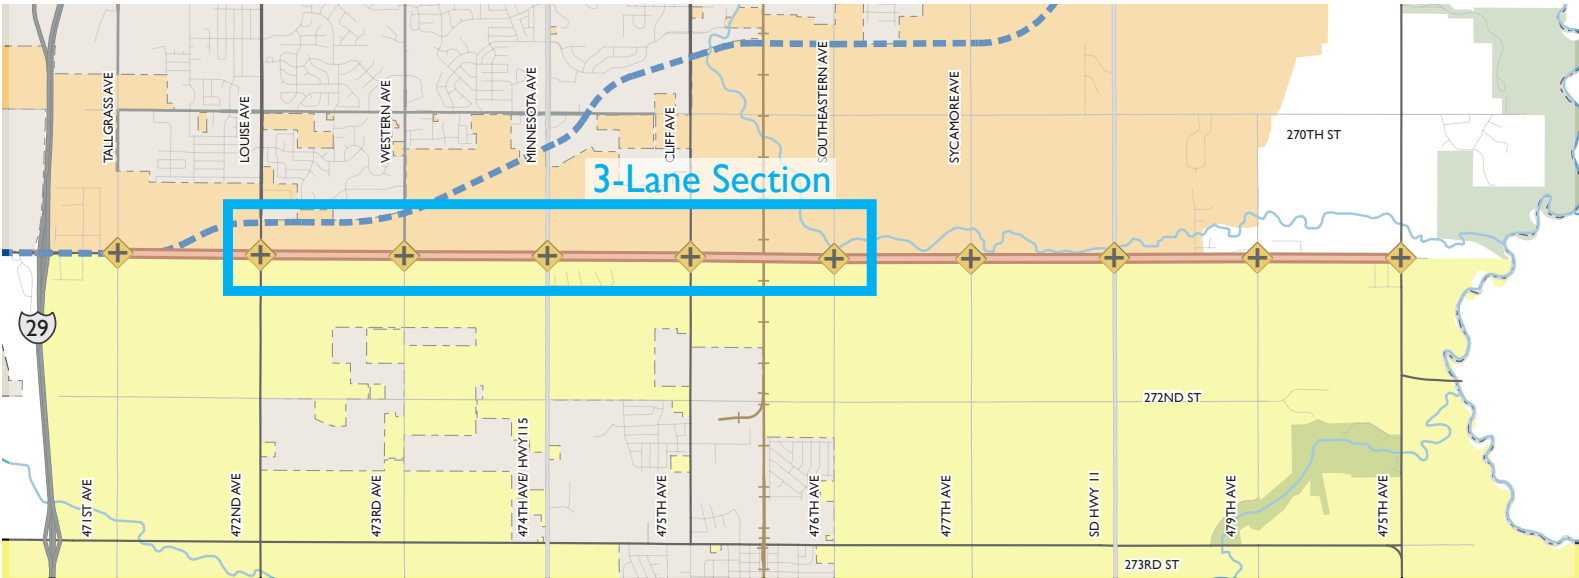 TALLGRASS AVE
LOUISE AVE
WESTERN AVE
MINNESOTA AVE
CLIFF AVE
SOUTHEASTERN AVE
SYCAMORE AVE
270TH ST
3-Lane Section
29
272ND ST
471ST AVE
472ND AVE
473RD AVE
474TH AVE/ HWY115
475TH AVE
476TH AVE
477TH AVE
SD HWY 11
479TH AVE
475TH AVE
273RD ST